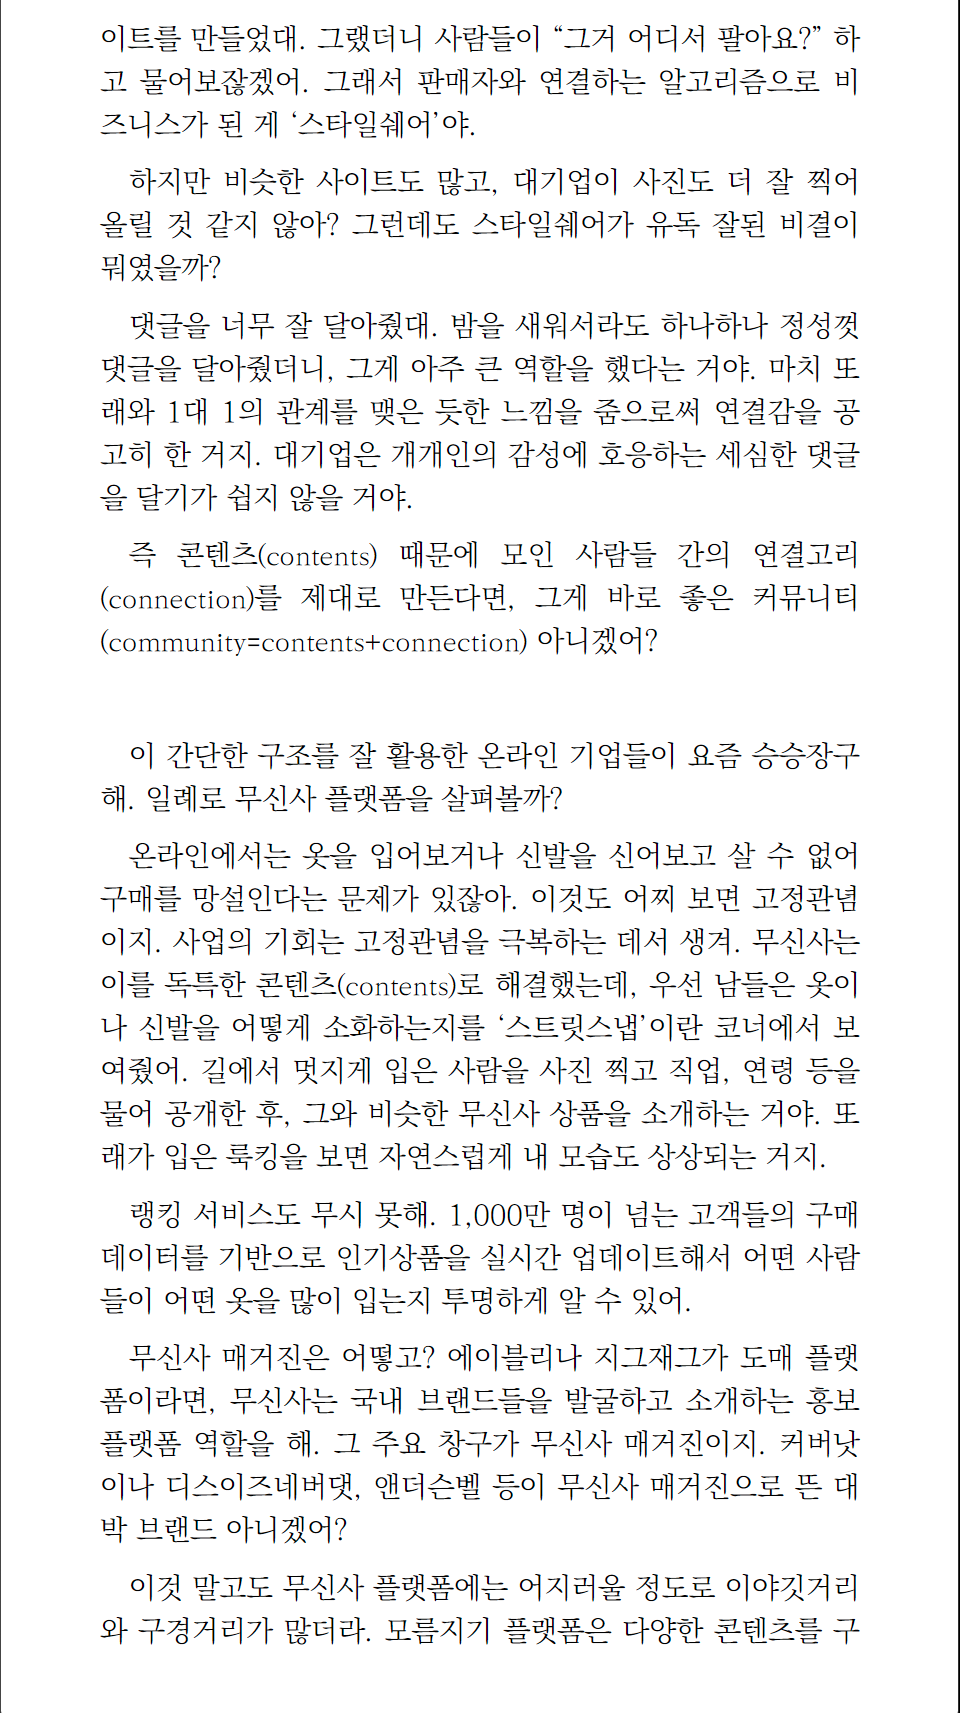 이트를 만들었대. 그랬더니 사람들이 “그거 어디서 팔아요?” 하
고 물어보잖겠어. 그래서 판매자와 연결하는 알고리즘으로 비
즈니스가 된 게 ‘스타일쉐어’야.
하지만 비슷한 사이트도 많고, 대기업이 사진도 더 잘 찍어
올릴 것 같지 않아? 그런데도 스타일쉐어가 유독 잘된 비결이
뭐였을까?
댓글을 너무 잘 달아줬대. 밤을 새워서라도 하나하나 정성껏
댓글을 달아줬더니, 그게 아주 큰 역할을 했다는 거야. 마치 또
래와 1대 1의 관계를 맺은 듯한 느낌을 줌으로써 연결감을 공
고히 한 거지. 대기업은 개개인의 감성에 호응하는 세심한 댓글
을 달기가 쉽지 않을 거야.
즉 콘텐츠(contents) 때문에 모인 사람들 간의 연결고리
(connection)를 제대로 만든다면, 그게 바로 좋은 커뮤니티
(community=contents+connection) 아니겠어?
이 간단한 구조를 잘 활용한 온라인 기업들이 요즘 승승장구
해. 일례로 무신사 플랫폼을 살펴볼까?
온라인에서는 옷을 입어보거나 신발을 신어보고 살 수 없어
구매를 망설인다는 문제가 있잖아. 이것도 어찌 보면 고정관념
이지. 사업의 기회는 고정관념을 극복하는 데서 생겨. 무신사는
이를 독특한 콘텐츠(contents)로 해결했는데, 우선 남들은 옷이
나 신발을 어떻게 소화하는지를 ‘스트릿스냅’이란 코너에서 보
여줬어. 길에서 멋지게 입은 사람을 사진 찍고 직업, 연령 등을
물어 공개한 후, 그와 비슷한 무신사 상품을 소개하는 거야. 또
래가 입은 룩킹을 보면 자연스럽게 내 모습도 상상되는 거지.
랭킹 서비스도 무시 못해. 1,000만 명이 넘는 고객들의 구매
데이터를 기반으로 인기상품을 실시간 업데이트해서 어떤 사람
들이 어떤 옷을 많이 입는지 투명하게 알 수 있어.
무신사 매거진은 어떻고? 에이블리나 지그재그가 도매 플랫
폼이라면, 무신사는 국내 브랜드들을 발굴하고 소개하는 홍보
플랫폼 역할을 해. 그 주요 창구가 무신사 매거진이지. 커버낫
이나 디스이즈네버댓, 앤더슨벨 등이 무신사 매거진으로 뜬 대
박 브랜드 아니겠어?
이것 말고도 무신사 플랫폼에는 어지러울 정도로 이야깃거리
와 구경거리가 많더라. 모름지기 플랫폼은 다양한 콘텐츠를 구